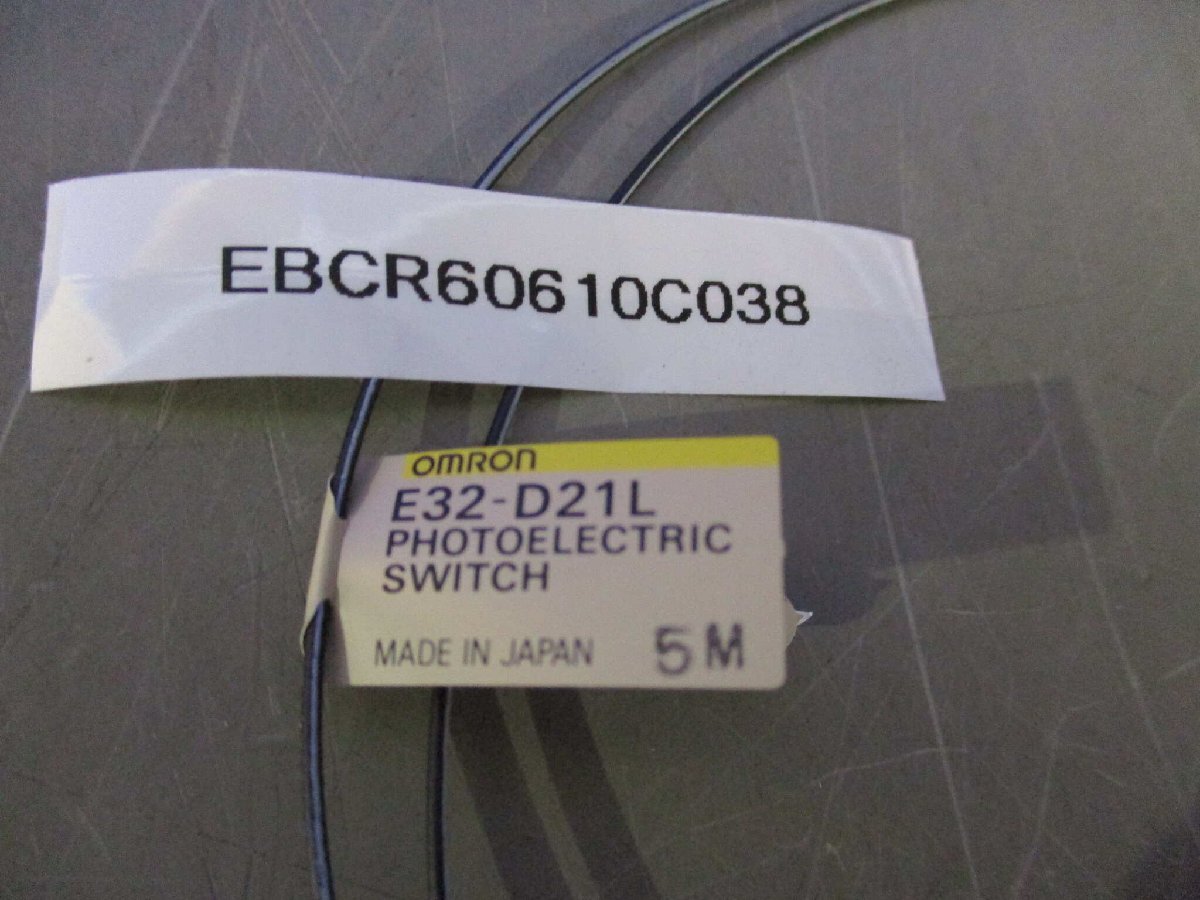 EBCR60610C038
OMRON
E32-D21L
PHOTOELECTRIC
SWITCH
MADE IN JAPAN 5M